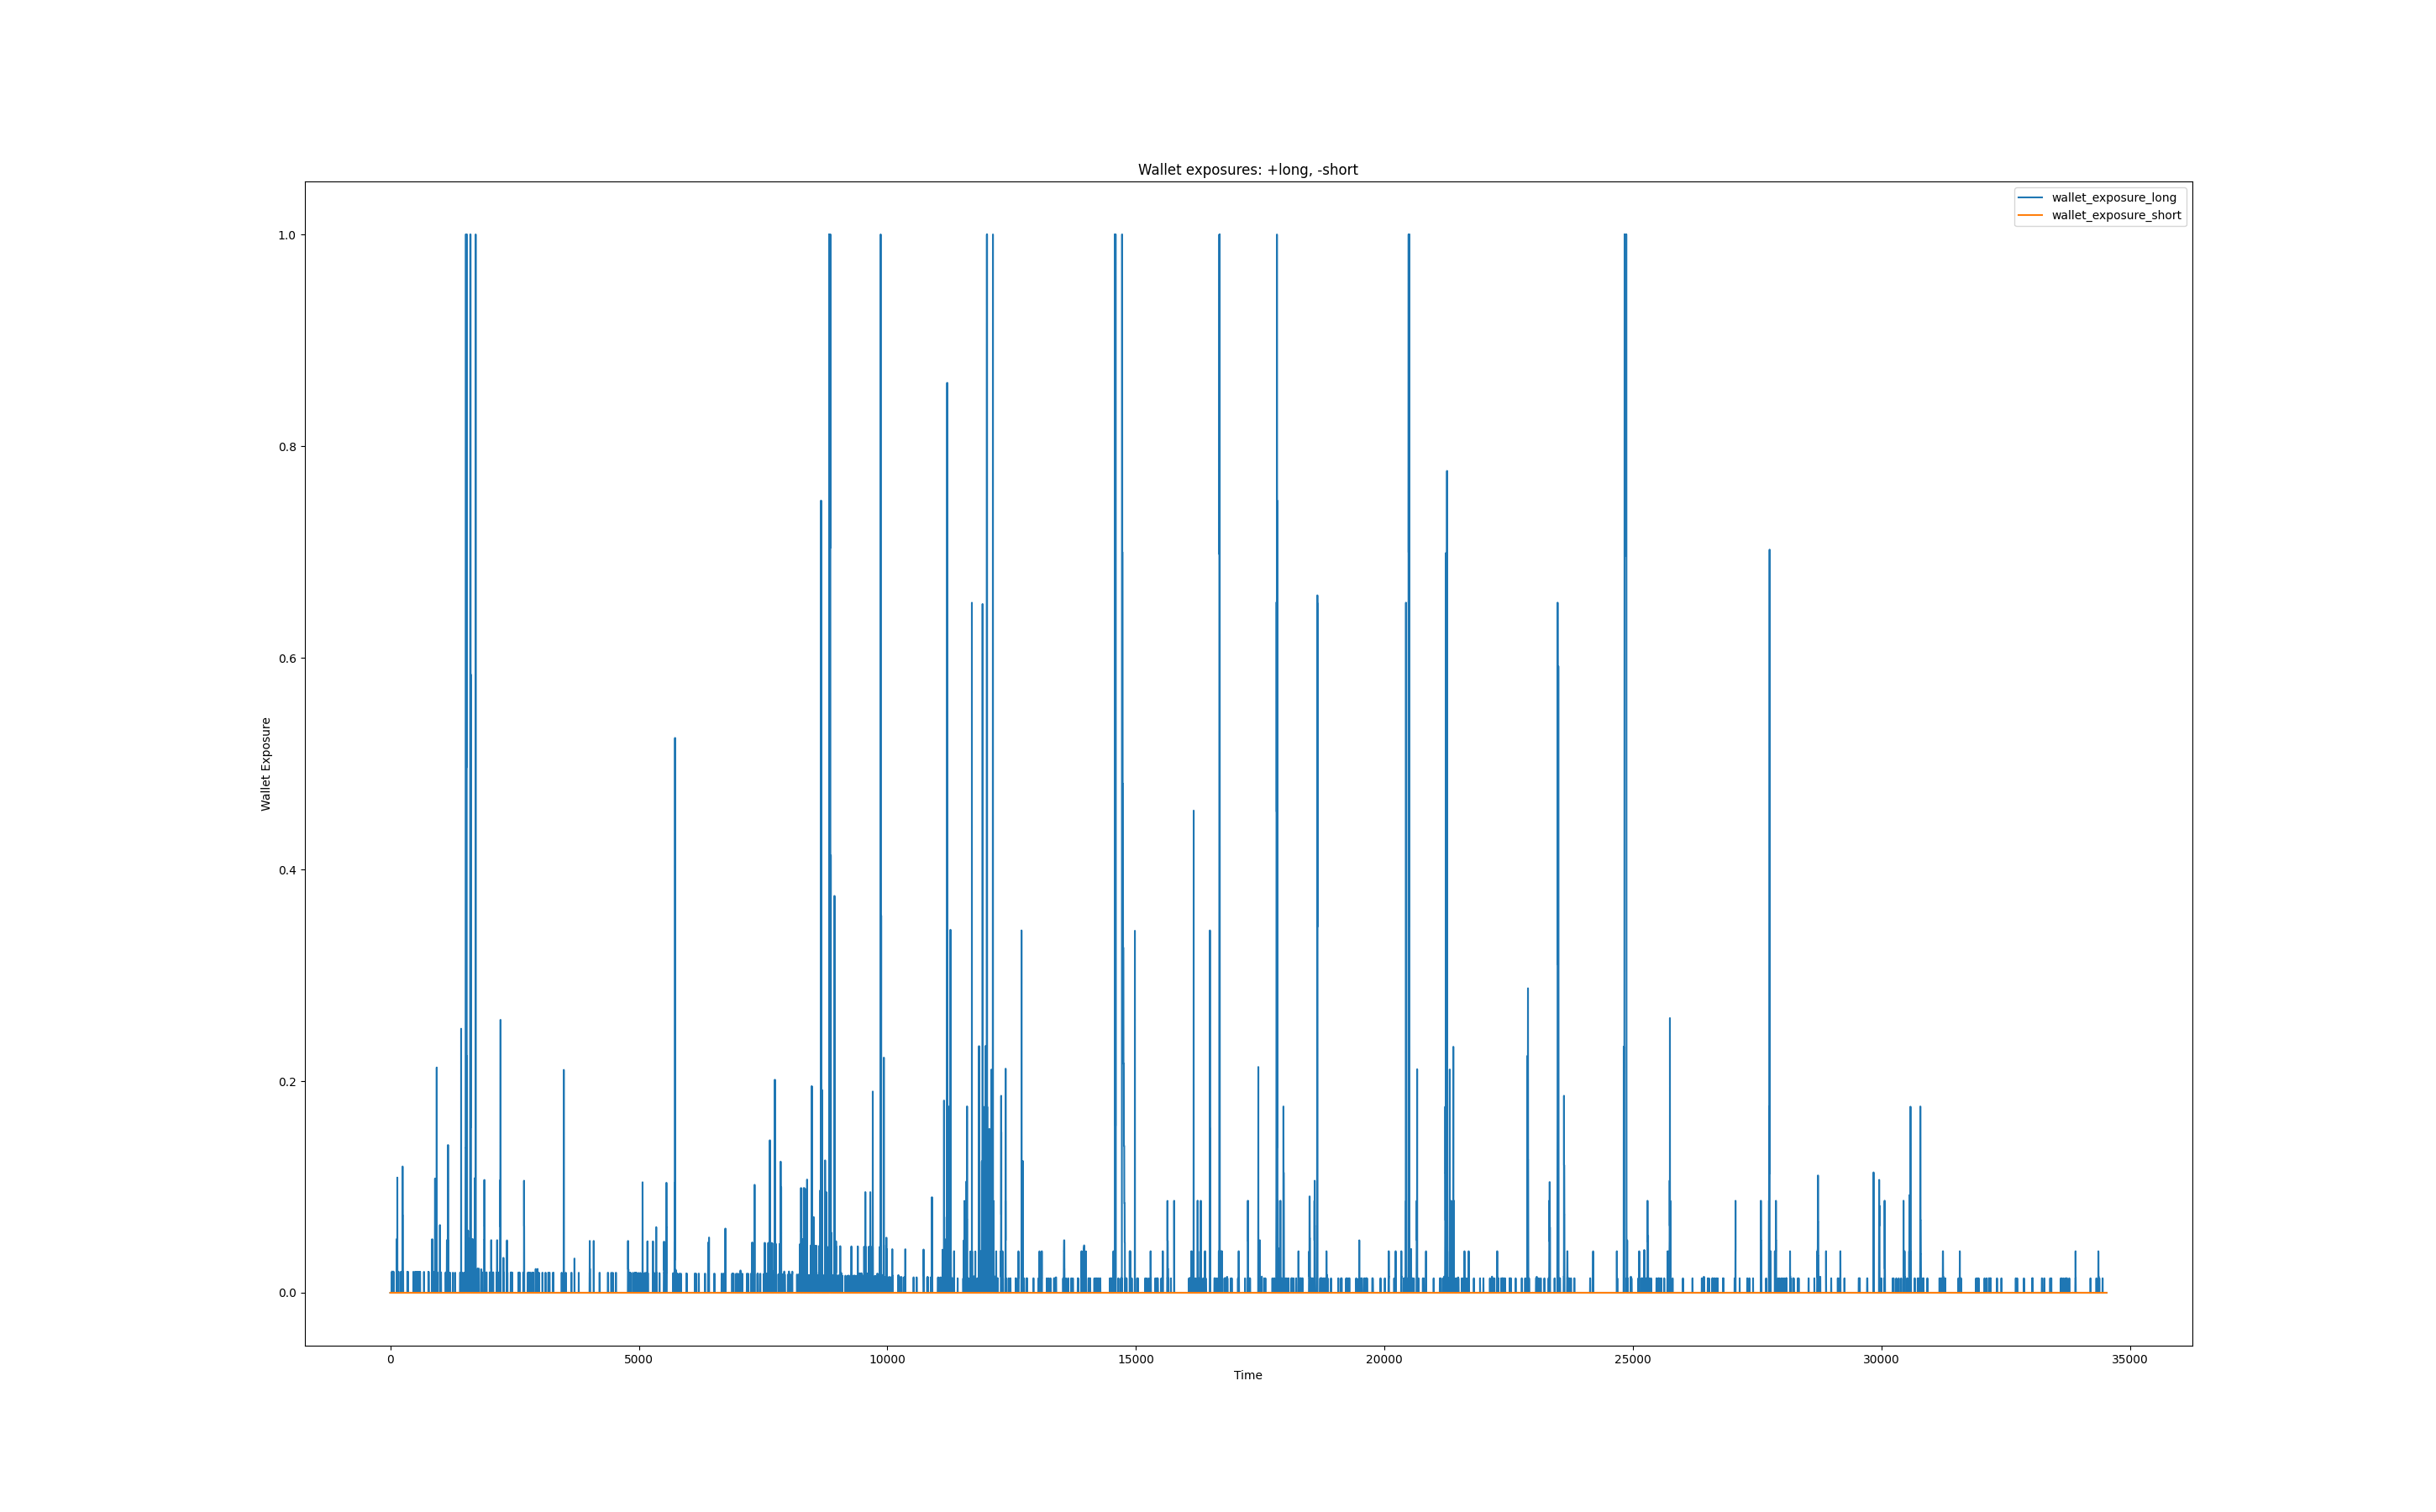 Wallet exposures: +long, -short
wallet_exposure_long
wallet_exposure_short
1.0
0.8
0.6
0.4
0.2
0.0
Wallet Exposure
0 5000 10000 15000 20000 25000 30000 35000
Time